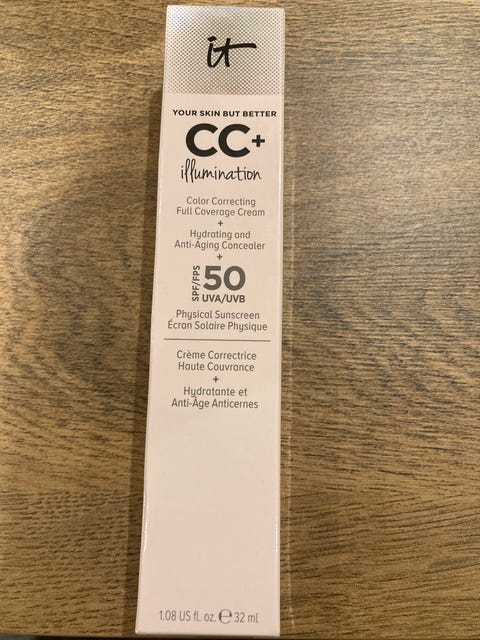 it
YOUR SKIN BUT BETTER
CC+
illumination
Color Correcting
Full Coverage Cream
+
Hydrating and
Anti-Aging Concealer
+
SPF/FPS 50
UVA/UVB
Physical Sunscreen
Écran Solaire Physique
Crème Correctrice
Haute Couvrance
+
Hydratante et
Anti-Âge Anticernes
1.08 US fl. oz. ℮ 32 ml